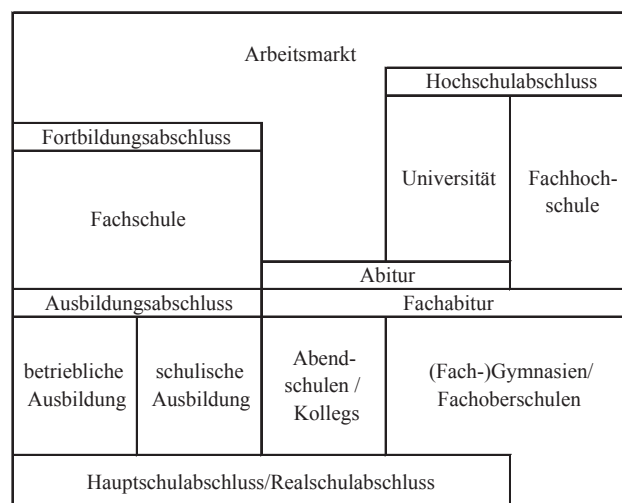 Arbeitsmarkt
Hochschulabschluss
Fortbildungsabschluss
Universität
Fachhoch-
schule
Fachschule
Abitur
Ausbildungsabschluss
Fachabitur
betriebliche
Ausbildung
schulische
Ausbildung
Abend-
schulen /
Kollegs
(Fach-)Gymnasien/
Fachoberschulen
Hauptschulabschluss/Realschulabschluss